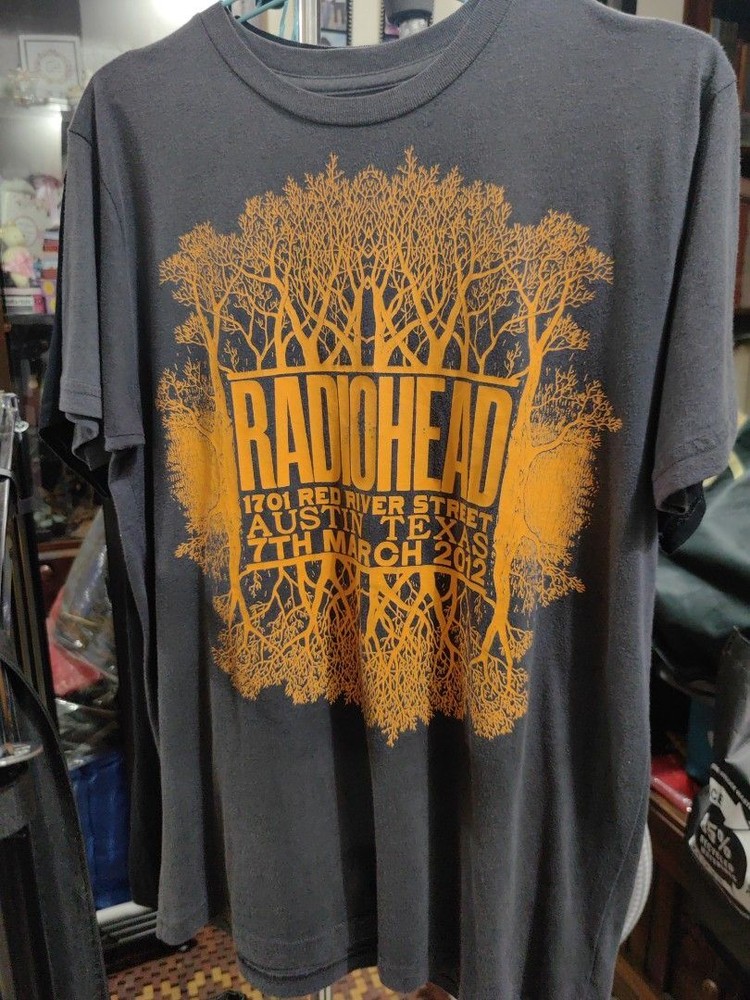 RADIOHEAD
1701 RED RIVER STREET
AUSTIN TEXAS
7TH MARCH 2012